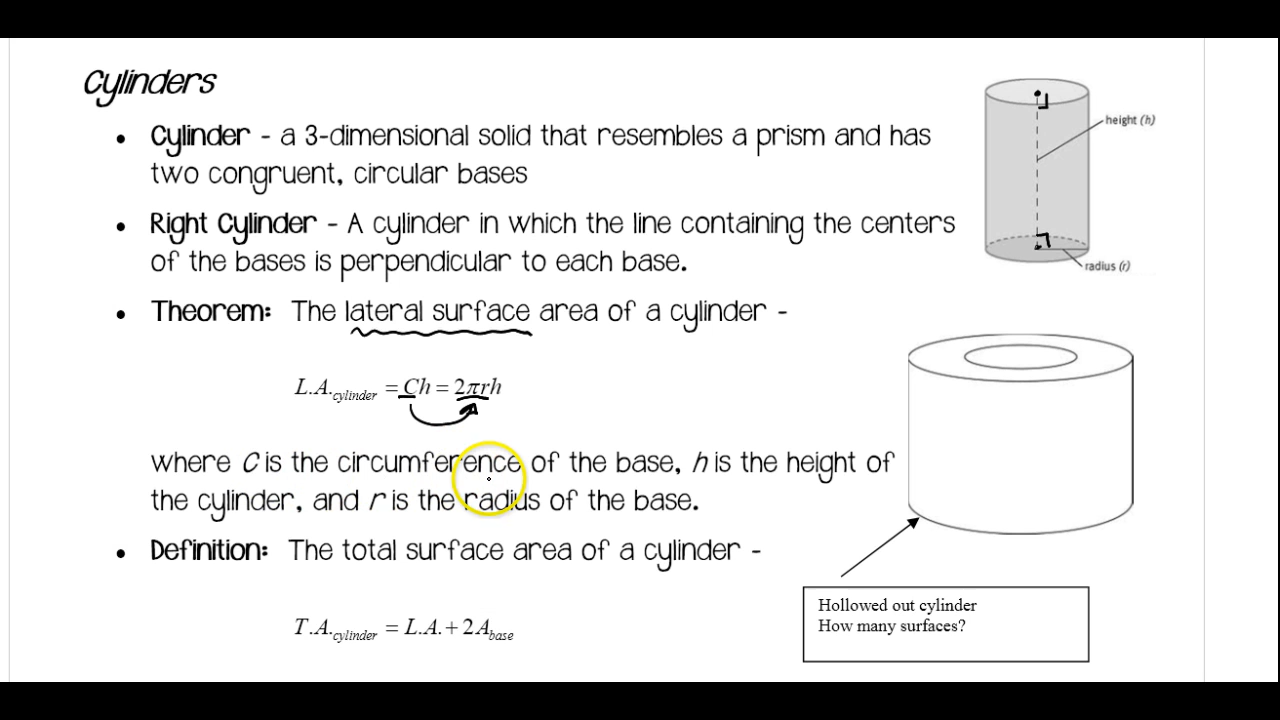 Cylinders
• Cylinder - a 3-dimensional solid that resembles a prism and has
two congruent, circular bases
• Right Cylinder - A cylinder in which the line containing the centers
of the bases is perpendicular to each base.
• Theorem: The lateral surface area of a cylinder -
L.A.cylinder = Ch = 2πrh
where C is the circumference of the base, h is the height of
the cylinder, and r is the radius of the base.
• Definition: The total surface area of a cylinder -
T.A.cylinder = L.A. + 2Abase
height (h)
radius (r)
Hollowed out cylinder
How many surfaces?